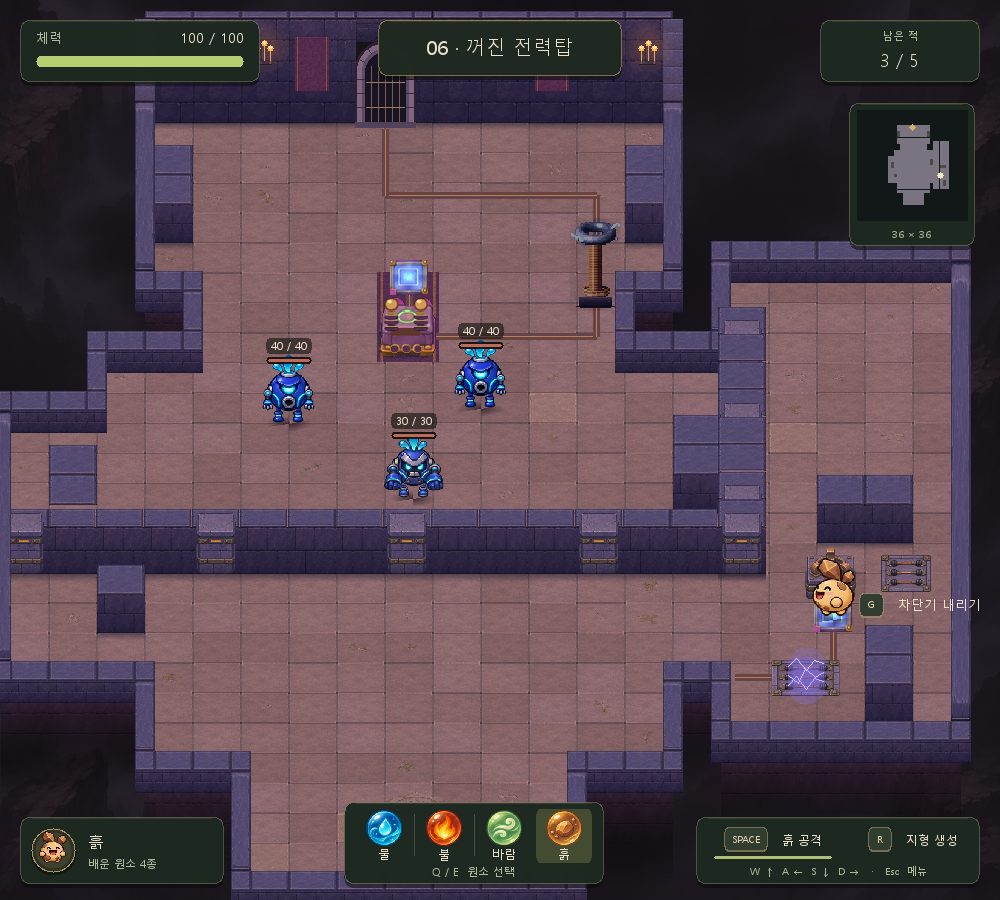 체력 100 / 100
06 · 꺼진 전력탑
남은 적
3 / 5
36 × 36
40 / 40
40 / 40
30 / 30
G 차단기 내리기
흙
배운 원소 4종
물 불 바람 흙
Q / E 원소 선택
SPACE 흙 공격 R 지형 생성
W ↑ A ← S ↓ D → · Esc 메뉴